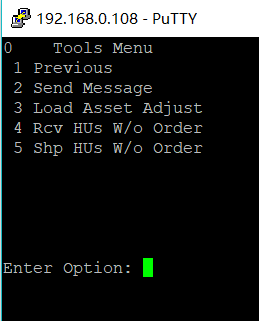 192.168.0.108 - PuTTY
0    Tools Menu
1 Previous
2 Send Message
3 Load Asset Adjust
4 Rcv HUs W/o Order
5 Shp HUs W/o Order
Enter Option: